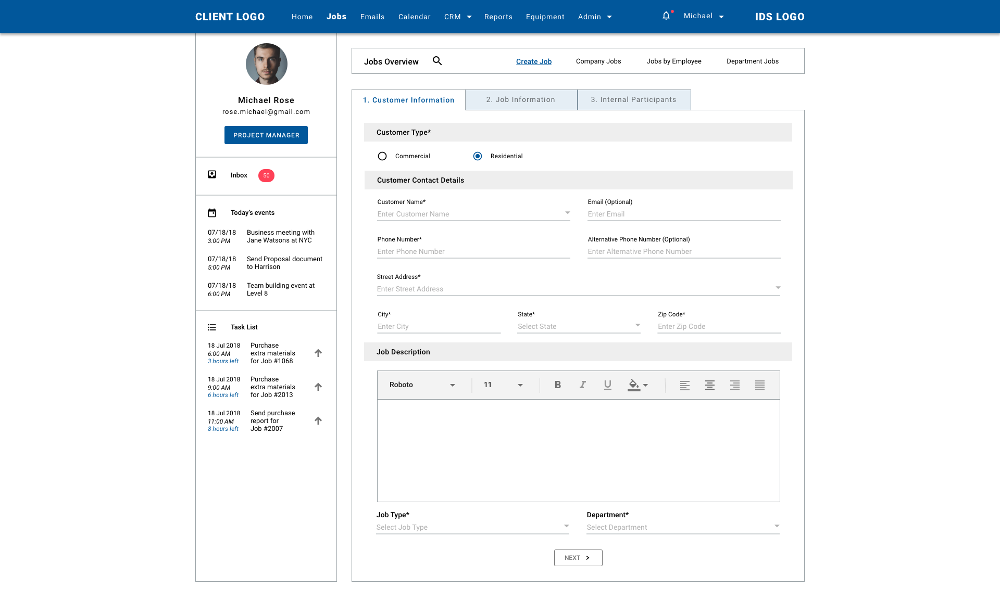 CLIENT LOGO
Home
Jobs
Emails
Calendar
CRM
Reports
Equipment
Admin
Michael
IDS LOGO
Michael Rose
rose.michael@gmail.com
PROJECT MANAGER
Inbox
50
Today’s events
07/18/18
3:00 PM
Business meeting with
Jane Watsons at NYC
07/18/18
5:00 PM
Send Proposal document
to Harrison
07/18/18
6:00 PM
Team building event at
Level 8
Task List
18 Jul 2018
6:00 AM
3 hours left
Purchase
extra materials
for Job #1068
18 Jul 2018
9:00 AM
6 hours left
Purchase
extra materials
for Job #2013
18 Jul 2018
11:00 AM
8 hours left
Send purchase
report for
Job #2007
Jobs Overview
Create Job
Company Jobs
Jobs by Employee
Department Jobs
1. Customer Information
2. Job Information
3. Internal Participants
Customer Type*
Commercial
Residential
Customer Contact Details
Customer Name*
Enter Customer Name
Email (Optional)
Enter Email
Phone Number*
Enter Phone Number
Alternative Phone Number (Optional)
Enter Alternative Phone Number
Street Address*
Enter Street Address
City*
Enter City
State*
Select State
Zip Code*
Enter Zip Code
Job Description
Roboto
11
B
I
U
Job Type*
Select Job Type
Department*
Select Department
NEXT